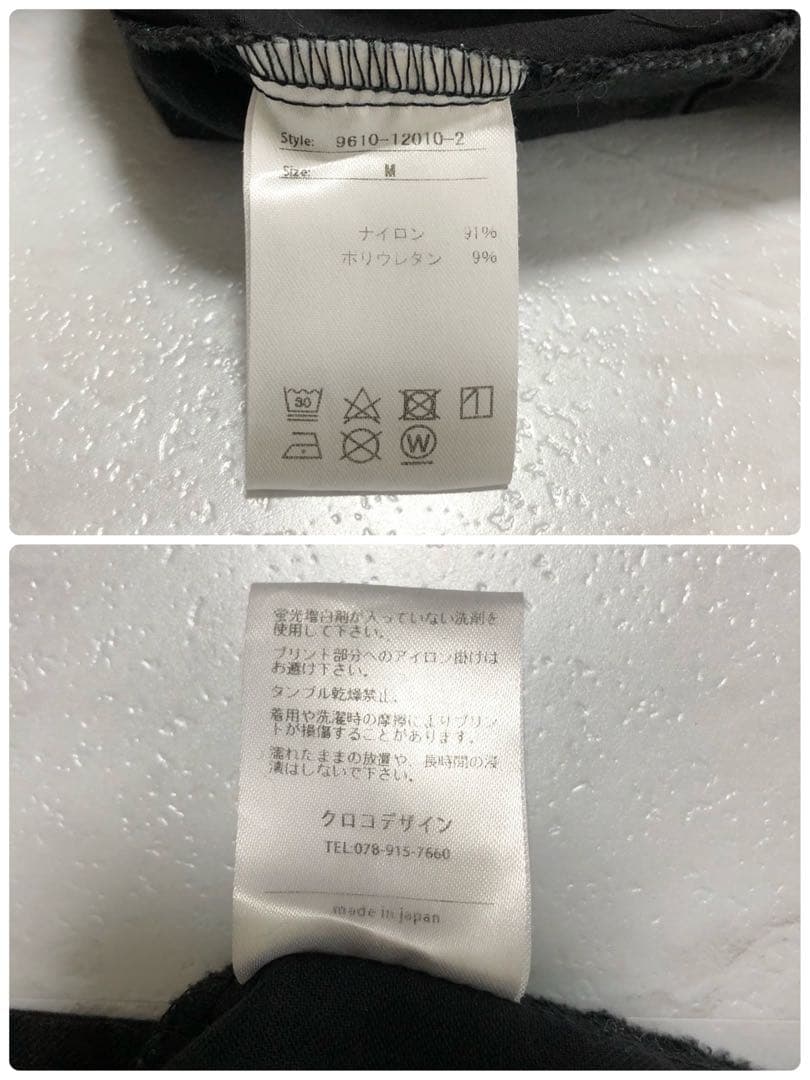 Style: 9610-12010-2
Size: M
ナイロン 91%
ポリウレタン 9%
30
W
蛍光増白剤が入っていない洗剤を
使用して下さい。
プリント部分へのアイロン掛けは
お避け下さい。
タンブル乾燥禁止。
着用や洗濯時の摩擦によりプリン
トが損傷することがあります。
濡れたままの放置や、長時間の浸
漬はしないで下さい。
クロコデザイン
TEL:078-915-7660
made in japan